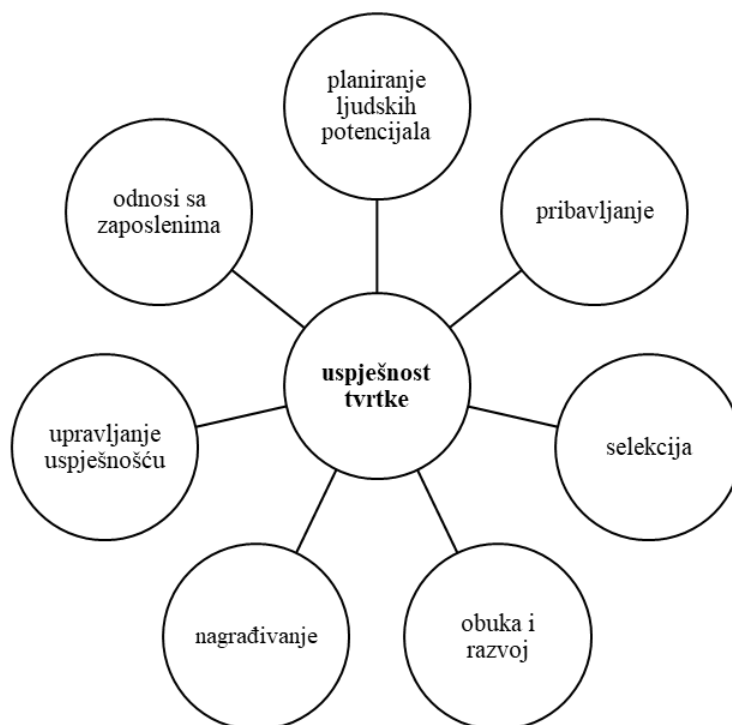 planiranje
ljudskih
potencijala
pribavljanje
selekcija
obuka i
razvoj
nagrađivanje
upravljanje
uspješnošću
odnosi sa
zaposlenima
uspješnost
tvrtke